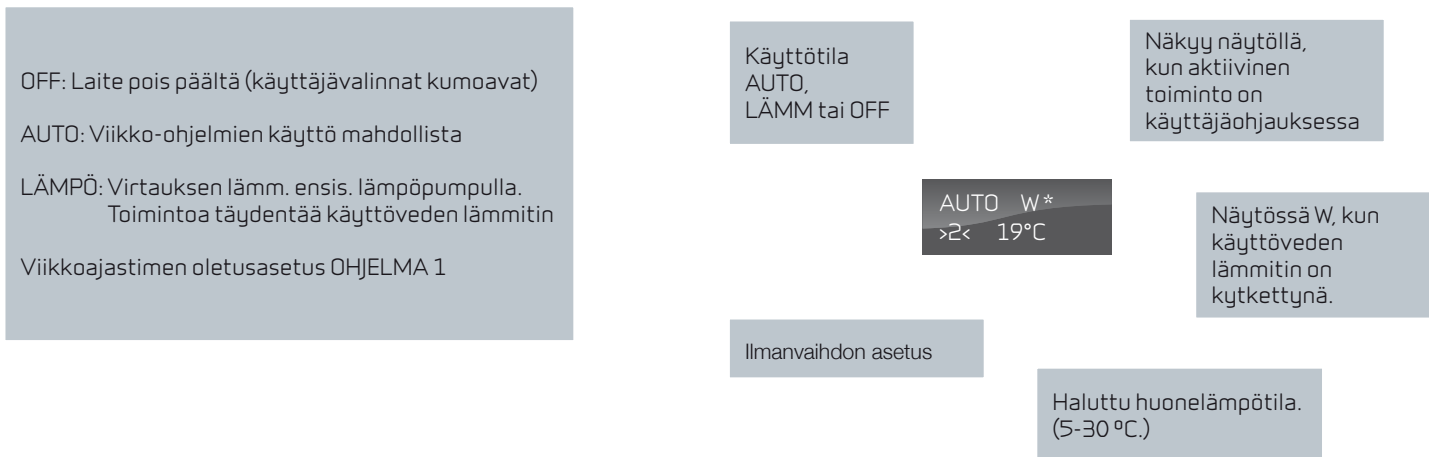 OFF: Laite pois päältä (käyttäjävalinnat kumoavat)
AUTO: Viikko-ohjelmien käyttö mahdollista
LÄMPÖ: Virtauksen lämm. ensis. lämpöpumpulla.
Toimintoa täydentää käyttöveden lämmitin
Viikkoajastimen oletusasetus OHJELMA 1
Käyttötila
AUTO,
LÄMM tai OFF
Näkyy näytöllä,
kun aktiivinen
toiminto on
käyttäjäohjauksessa
AUTO W*
>2< 19°C
Näytössä W, kun
käyttöveden
lämmitin on
kytkettynä.
Ilmanvaihdon asetus
Haluttu huonelämpötila.
(5-30 ºC.)